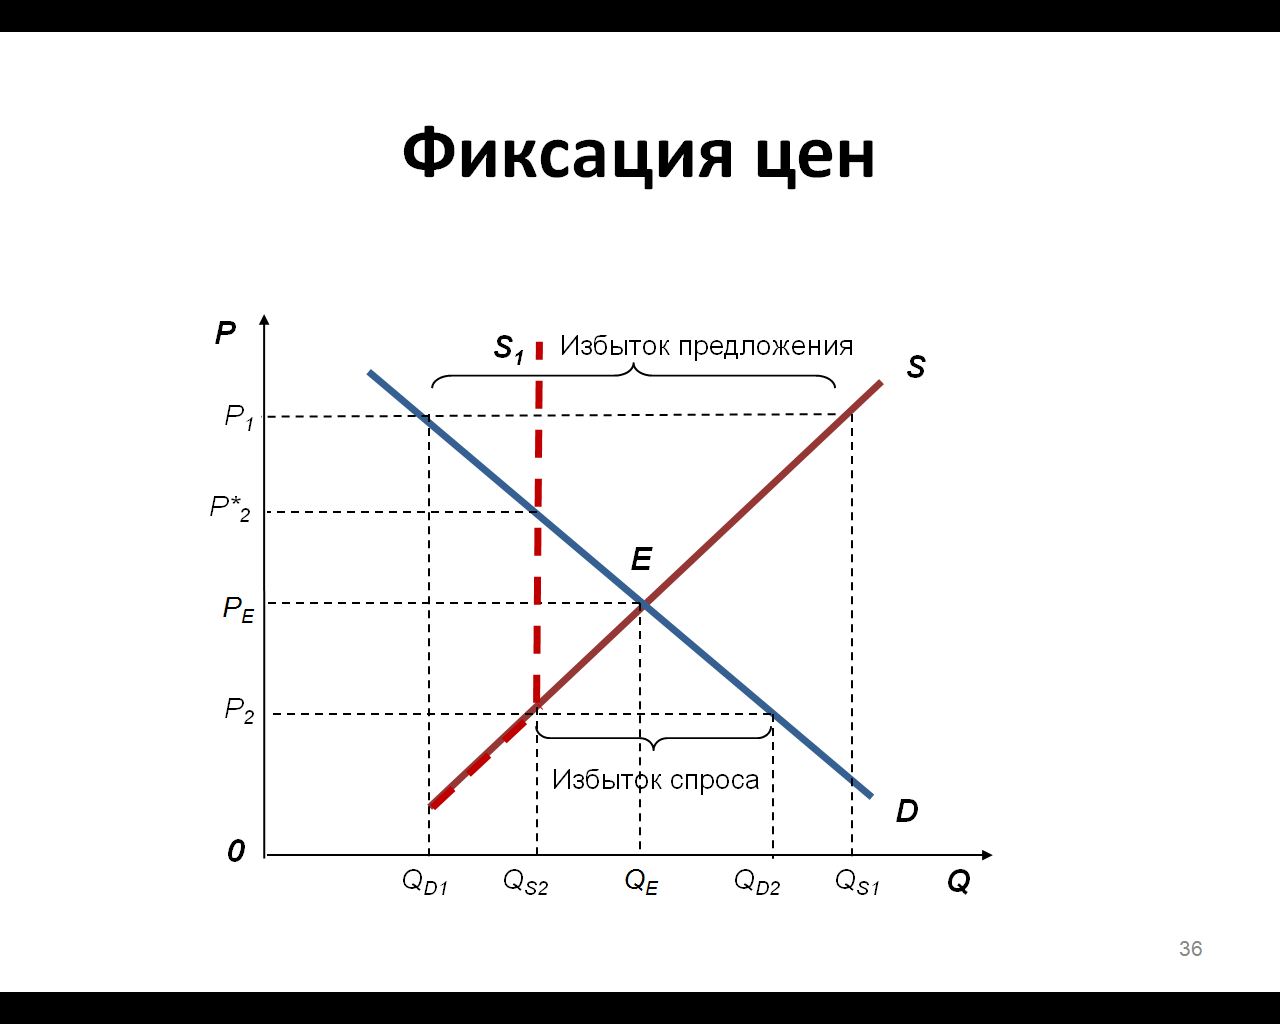 Фиксация цен
P
S1
Избыток предложения
S
P1
P*2
E
PE
P2
Избыток спроса
D
0
QD1
QS2
QE
QD2
QS1
Q
36